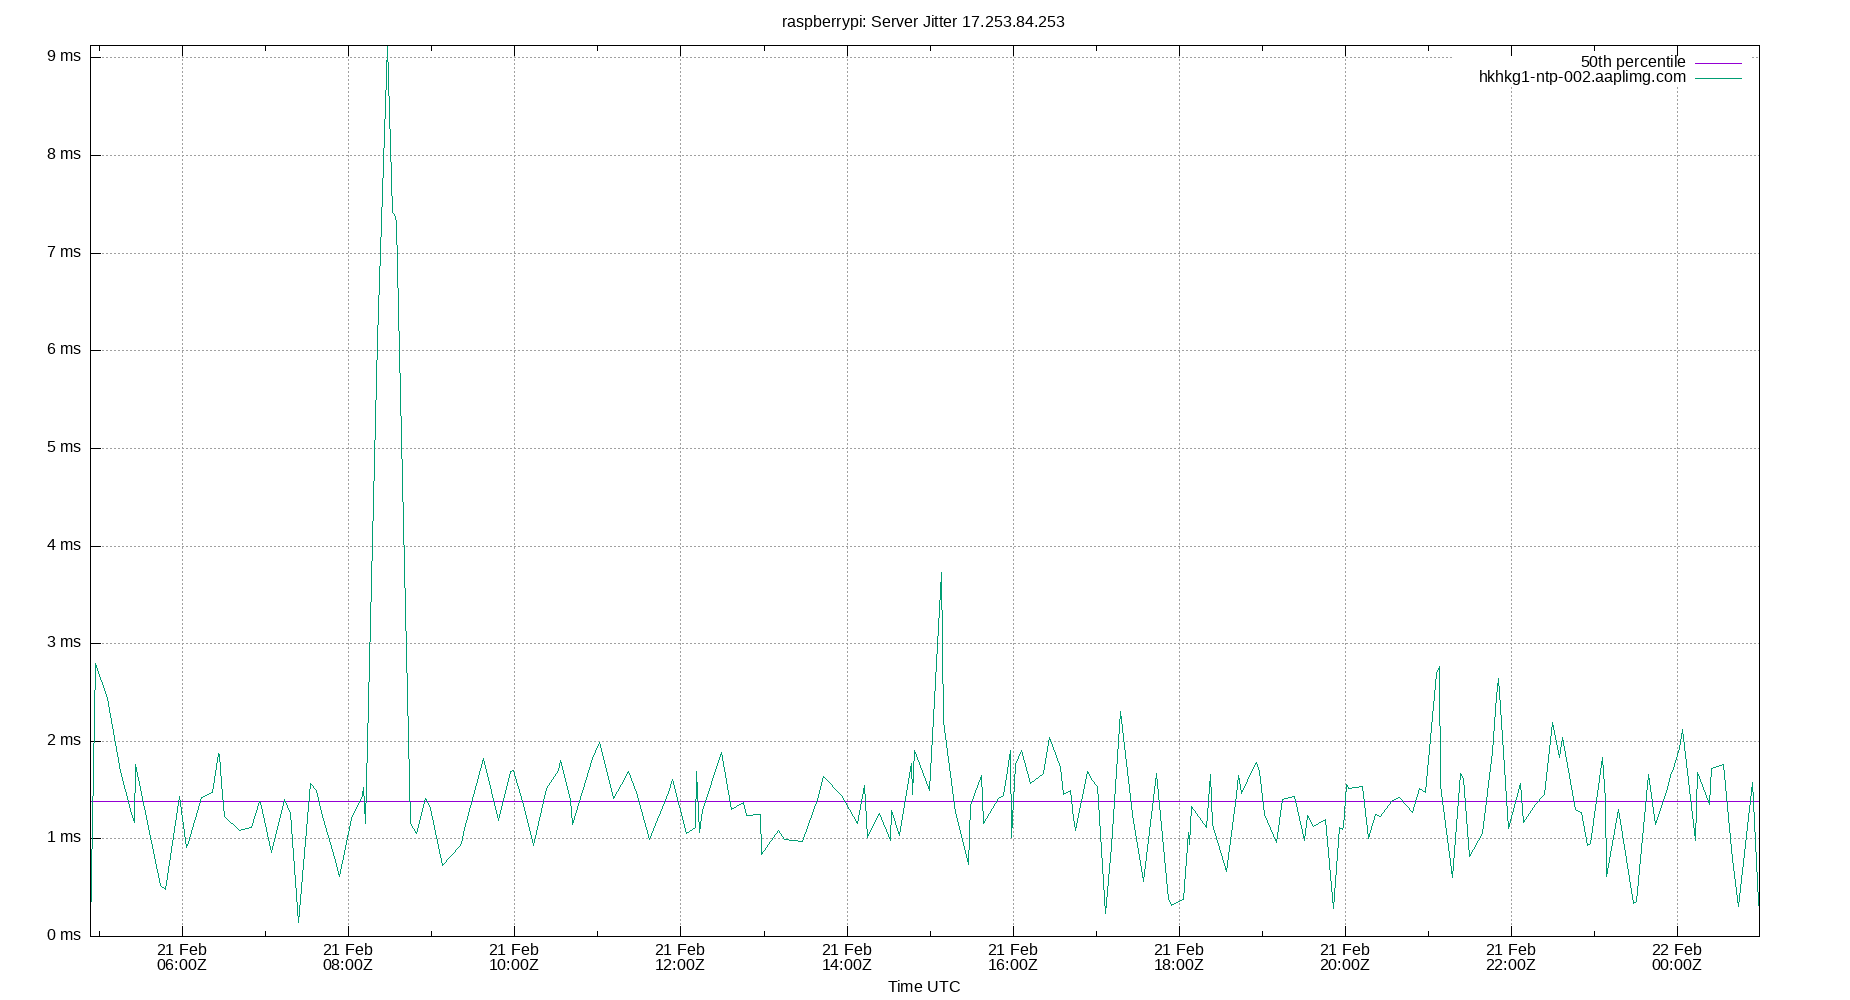 raspberrypi: Server Jitter 17.253.84.253
9 ms
8 ms
7 ms
6 ms
5 ms
4 ms
3 ms
2 ms
1 ms
0 ms
50th percentile
hkhkg1-ntp-002.aaplimg.com
21 Feb 21 Feb 21 Feb 21 Feb 21 Feb 21 Feb 21 Feb 21 Feb 21 Feb 22 Feb
06:00Z 08:00Z 10:00Z 12:00Z 14:00Z 16:00Z 18:00Z 20:00Z 22:00Z 00:00Z
Time UTC